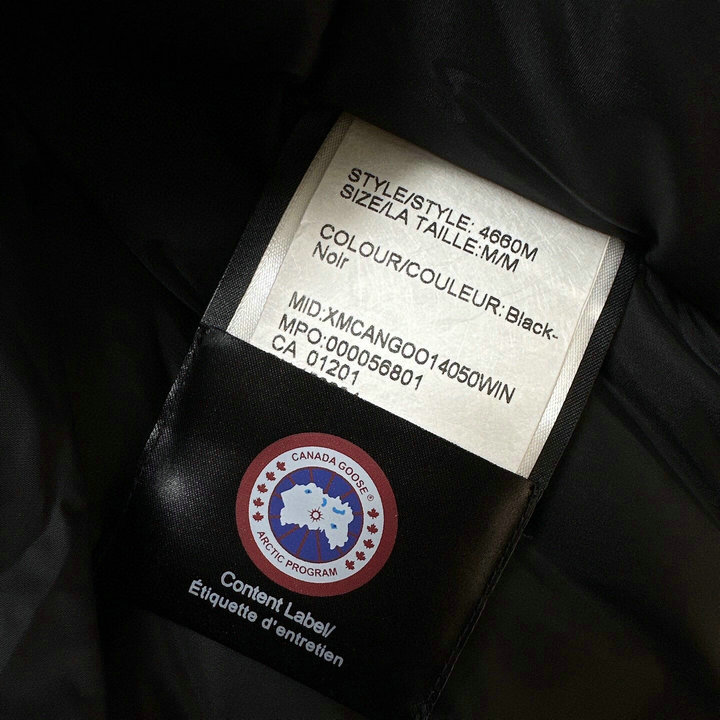 STYLE/STYLE: 4660M
SIZE/LA TAILLE:M/M
COLOUR/COULEUR:Black-
Noir
MID:XMCANGOO14050WIN
MPO:000056801
CA 01201
CANADA GOOSE®
ARCTIC PROGRAM
Content Label/
Étiquette d'entretien